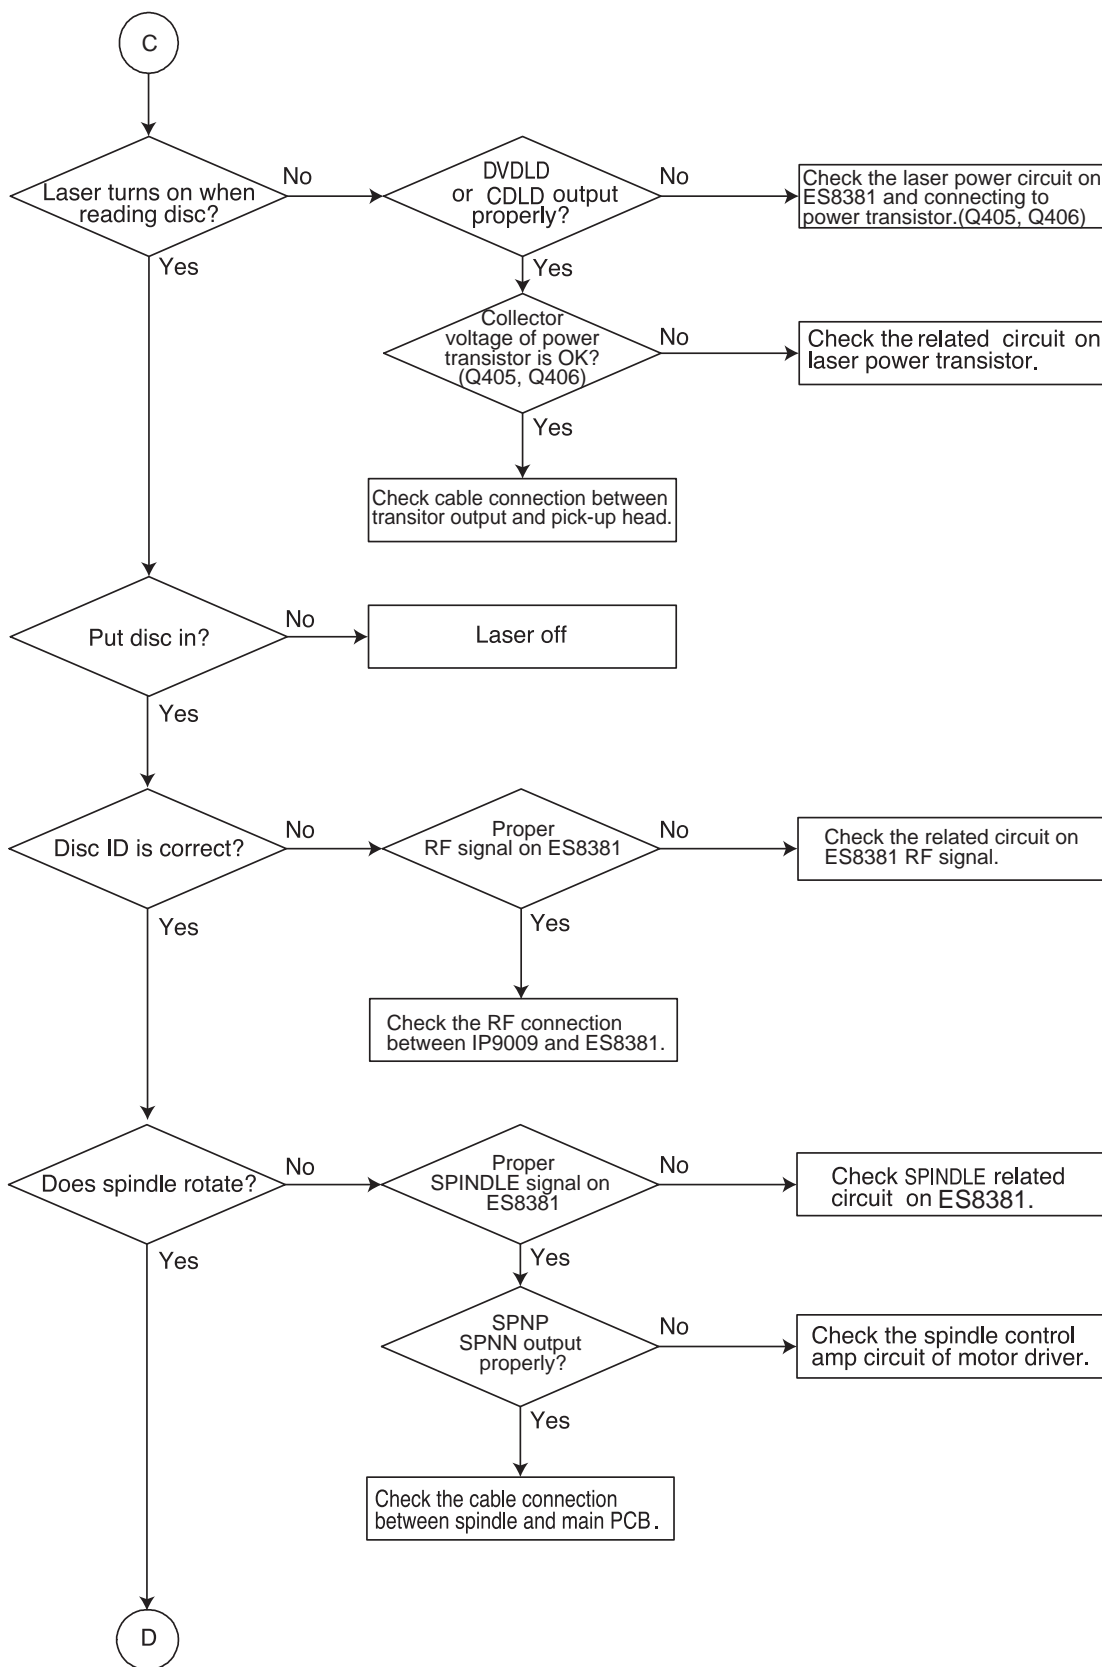 C
Laser turns on when
reading disc?
No
DVDLD
or CDLD output
properly?
No
Check the laser power circuit on
ES8381 and connecting to
power transistor.(Q405, Q406)
Yes
Yes
Collector
voltage of power
transistor is OK?
(Q405, Q406)
No
Check the related circuit on
laser power transistor.
Yes
Check cable connection between
transitor output and pick-up head.
Put disc in?
No
Laser off
Yes
Disc ID is correct?
No
Proper
RF signal on ES8381
No
Check the related circuit on
ES8381 RF signal.
Yes
Yes
Check the RF connection
between IP9009 and ES8381.
Does spindle rotate?
No
Proper
SPINDLE signal on
ES8381
No
Check SPINDLE related
circuit on ES8381.
Yes
Yes
SPNP
SPNN output
properly?
No
Check the spindle control
amp circuit of motor driver.
Yes
Check the cable connection
between spindle and main PCB.
D